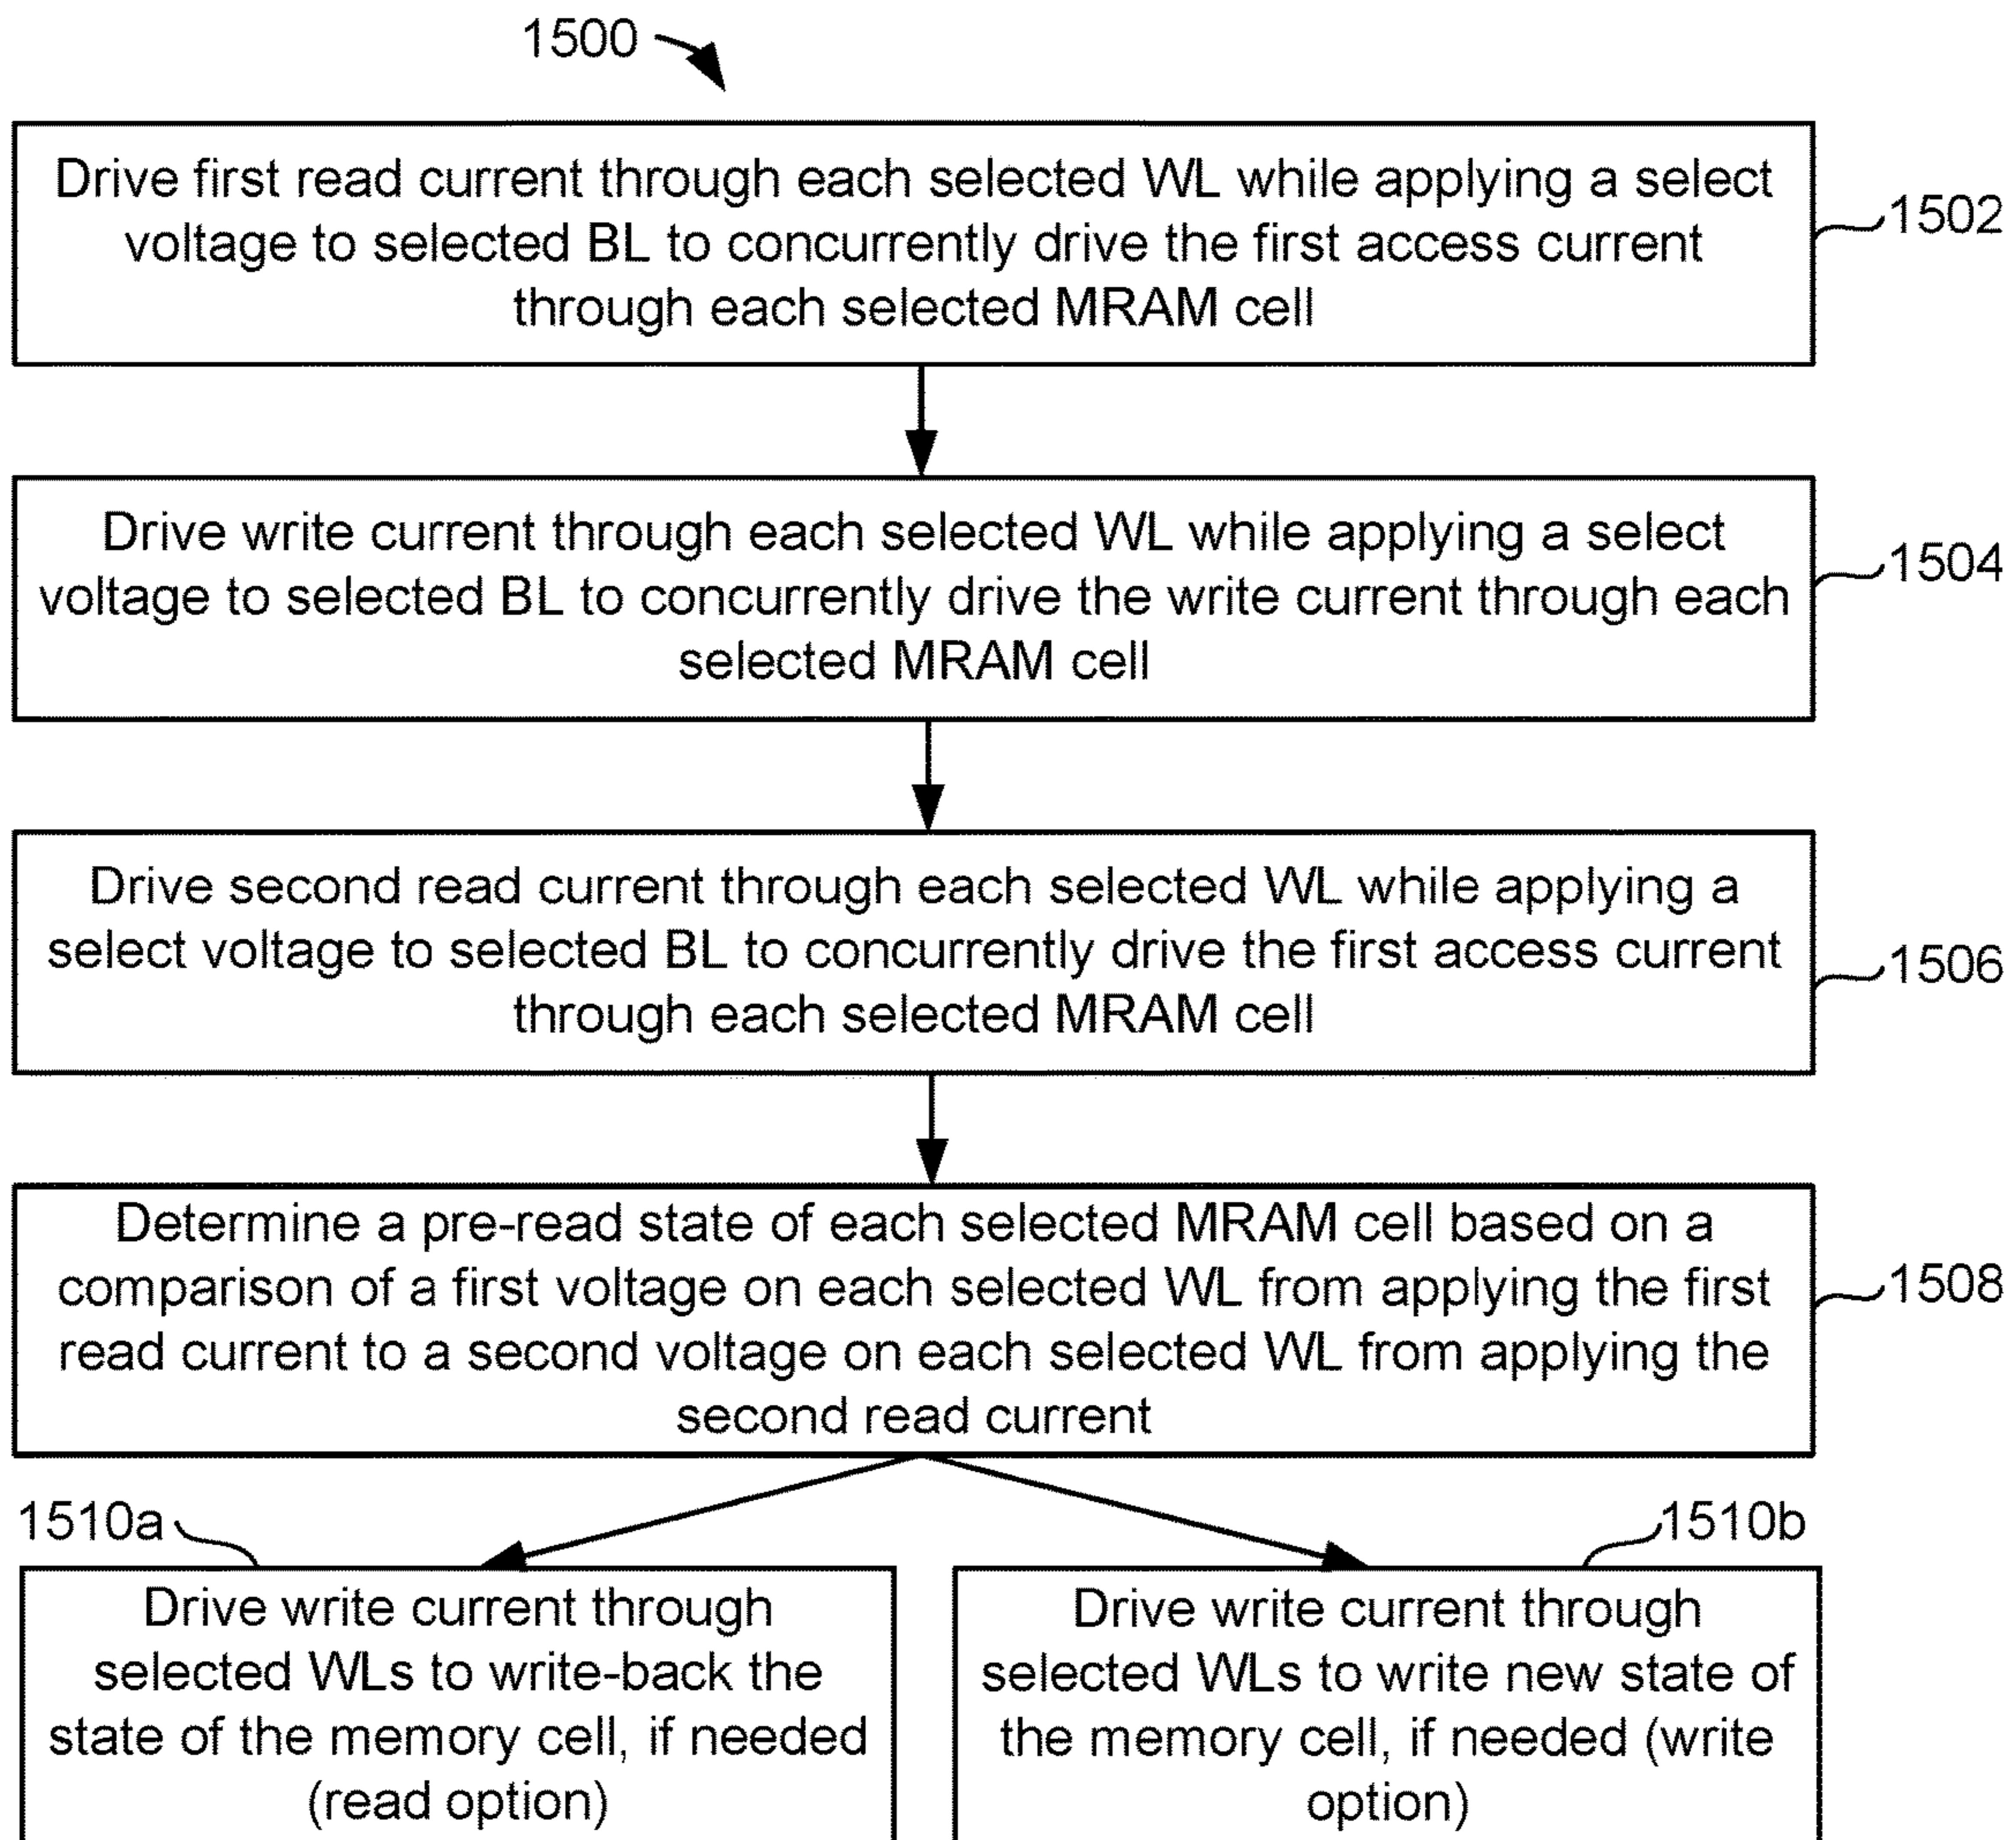 1500
Drive first read current through each selected WL while applying a select
voltage to selected BL to concurrently drive the first access current
through each selected MRAM cell
1502
Drive write current through each selected WL while applying a select
voltage to selected BL to concurrently drive the write current through each
selected MRAM cell
1504
Drive second read current through each selected WL while applying a
select voltage to selected BL to concurrently drive the first access current
through each selected MRAM cell
1506
Determine a pre-read state of each selected MRAM cell based on a
comparison of a first voltage on each selected WL from applying the first
read current to a second voltage on each selected WL from applying the
second read current
1508
1510a
Drive write current through
selected WLs to write-back the
state of the memory cell, if needed
(read option)
1510b
Drive write current through
selected WLs to write new state of
the memory cell, if needed (write
option)